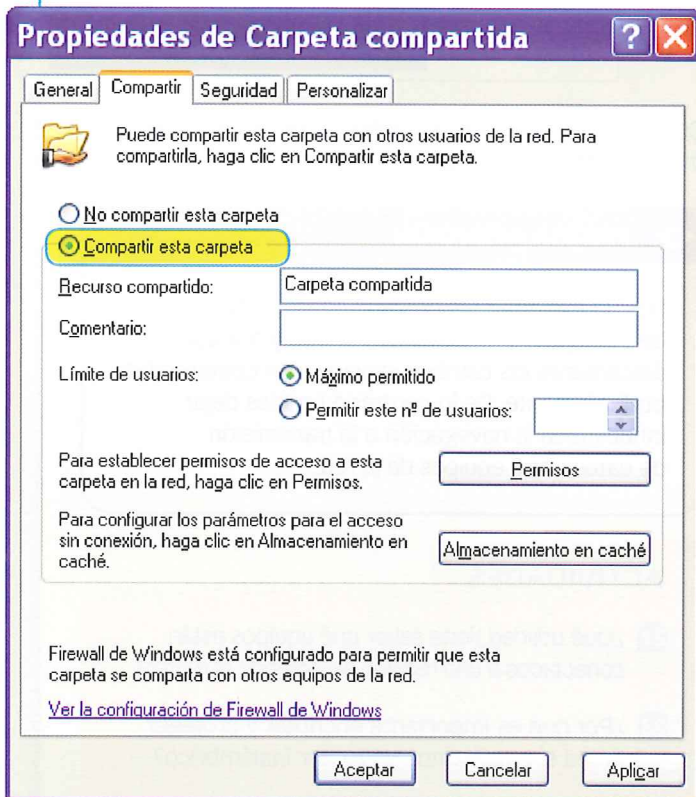 Propiedades de Carpeta compartida
General Compartir Seguridad Personalizar
Puede compartir esta carpeta con otros usuarios de la red. Para
compartirla, haga clic en Compartir esta carpeta.
No compartir esta carpeta
Compartir esta carpeta
Recurso compartido: Carpeta compartida
Comentario:
Límite de usuarios: Máximo permitido
Permitir este nº de usuarios:
Para establecer permisos de acceso a esta
carpeta en la red, haga clic en Permisos.
Permisos
Para configurar los parámetros para el acceso
sin conexión, haga clic en Almacenamiento en
caché.
Almacenamiento en caché
Firewall de Windows está configurado para permitir que esta
carpeta se comparta con otros equipos de la red.
Ver la configuración de Firewall de Windows
Aceptar Cancelar Aplicar